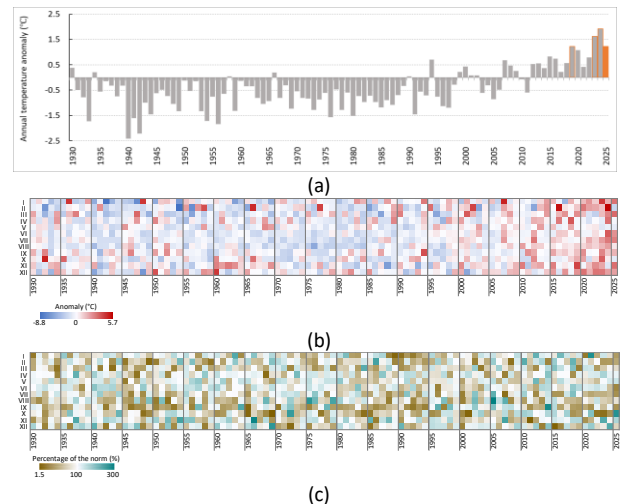 Annual temperature anomaly (°C)
2.5
1.5
0.5
-0.5
-1.5
-2.5
1930 1935 1940 1945 1950 1955 1960 1965 1970 1975 1980 1985 1990 1995 2000 2005 2010 2015 2020 2025
(a)
I
II
III
IV
V
VI
VII
VIII
IX
X
XI
XII
1930 1935 1940 1945 1950 1955 1960 1965 1970 1975 1980 1985 1990 1995 2000 2005 2010 2015 2020 2025
Anomaly (°C)
-8.8 0 5.7
(b)
I
II
III
IV
V
VI
VII
VIII
IX
X
XI
XII
1930 1935 1940 1945 1950 1955 1960 1965 1970 1975 1980 1985 1990 1995 2000 2005 2010 2015 2020 2025
Percentage of the norm (%)
1.5 100 300
(c)